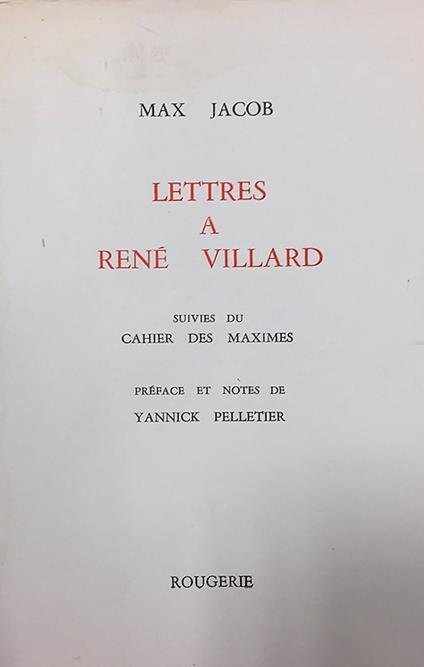 MAX JACOB
LETTRES
A
RENÉ VILLARD
SUIVIES DU
CAHIER DES MAXIMES
PRÉFACE ET NOTES DE
YANNICK PELLETIER
ROUGERIE